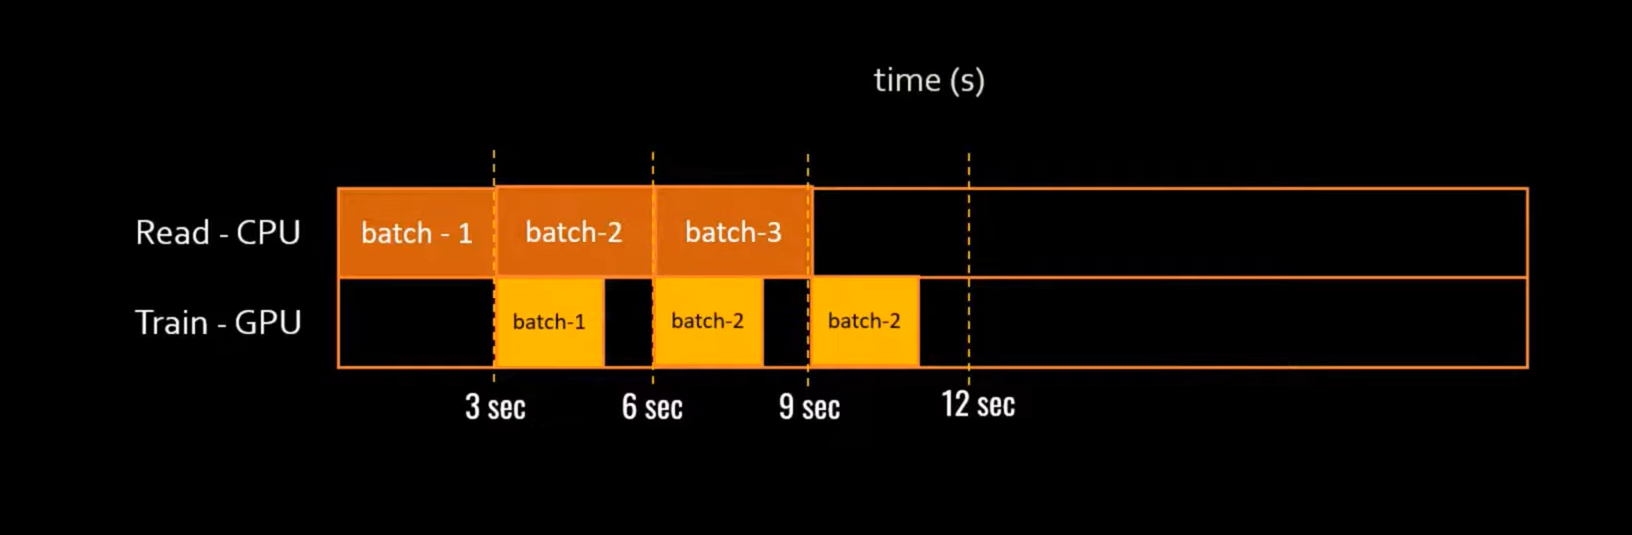 time (s)
Read - CPU
batch - 1
batch-2
batch-3
Train - GPU
batch-1
batch-2
batch-2
3 sec
6 sec
9 sec
12 sec